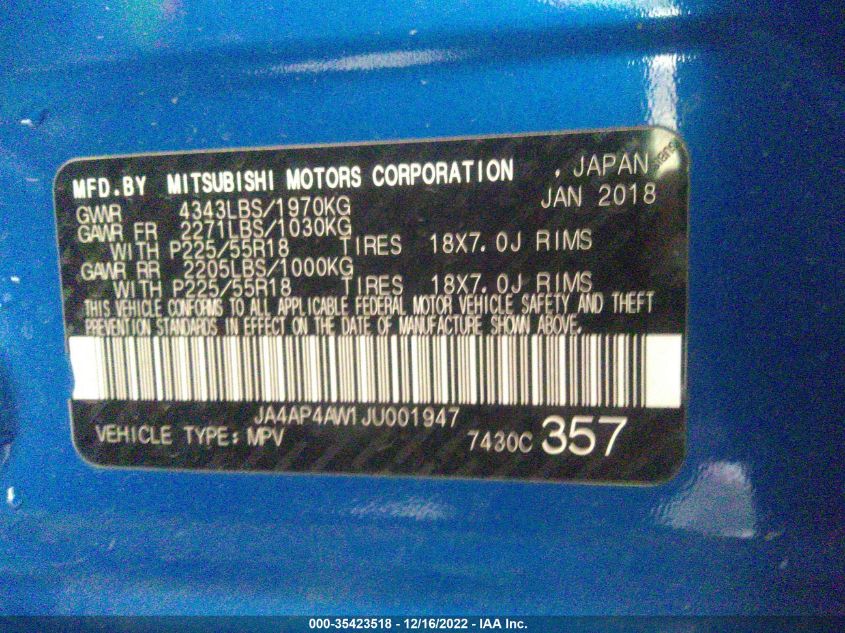 MFD.BY MITSUBISHI MOTORS CORPORATION , JAPAN
JAN 2018
GVWR 4343LBS/1970KG
GAWR FR 2271LBS/1030KG
WITH P225/55R18 TIRES 18X7.0J RIMS
GAWR RR 2205LBS/1000KG
WITH P225/55R18 TIRES 18X7.0J RIMS
THIS VEHICLE CONFORMS TO ALL APPLICABLE FEDERAL MOTOR VEHICLE SAFETY AND THEFT
PREVENTION STANDARDS IN EFFECT ON THE DATE OF MANUFACTURE SHOWN ABOVE.
JA4AP4AW1JU001947
VEHICLE TYPE: MPV 7430C 357
000-35423518 - 12/16/2022 - IAA Inc.